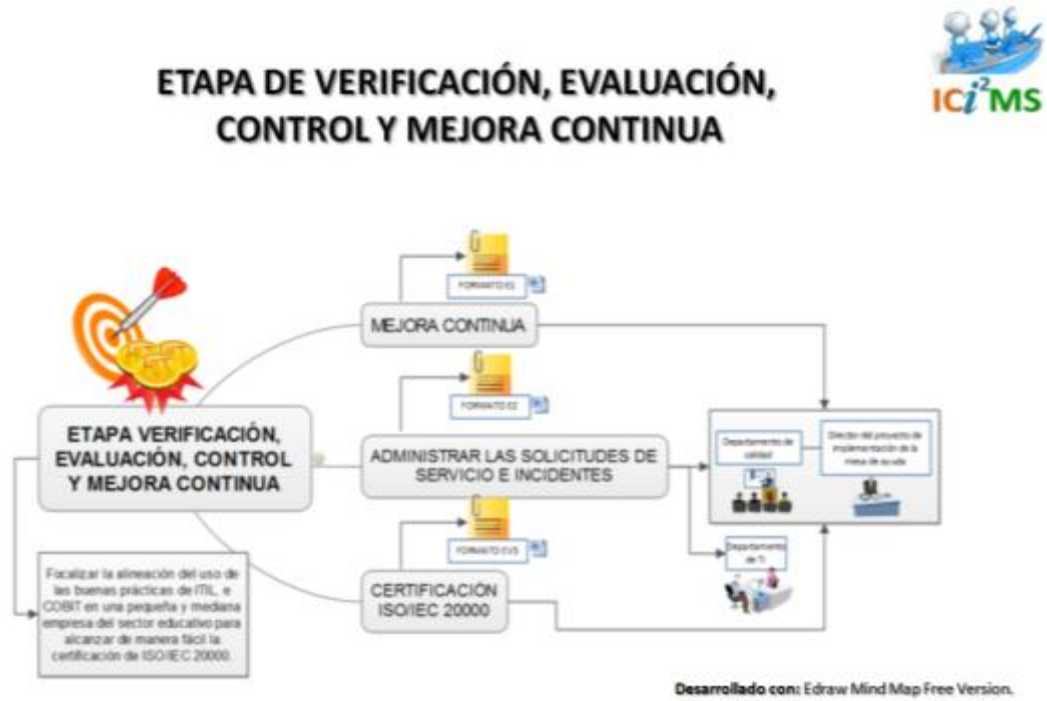 ETAPA DE VERIFICACIÓN, EVALUACIÓN,
CONTROL Y MEJORA CONTINUA
ICi²MS
FORMATO
MEJORA CONTINUA
FORMATO
ETAPA VERIFICACIÓN,
EVALUACIÓN, CONTROL
Y MEJORA CONTINUA
ADMINISTRAR LAS SOLICITUDES DE
SERVICIO E INCIDENTES
Departamento de
calidad
Director del proyecto de
implementación de la
mesa de ayuda
FORMATO
Departamento
de TI
CERTIFICACIÓN
ISO/IEC 20000
Focalizar la alineación del uso de
las buenas prácticas de ITIL, e
COBIT en una pequeña y mediana
empresa del sector educativo para
alcanzar de manera fácil la
certificación de ISO/IEC 20000
Desarrollado con: Edraw Mind Map Free Version.